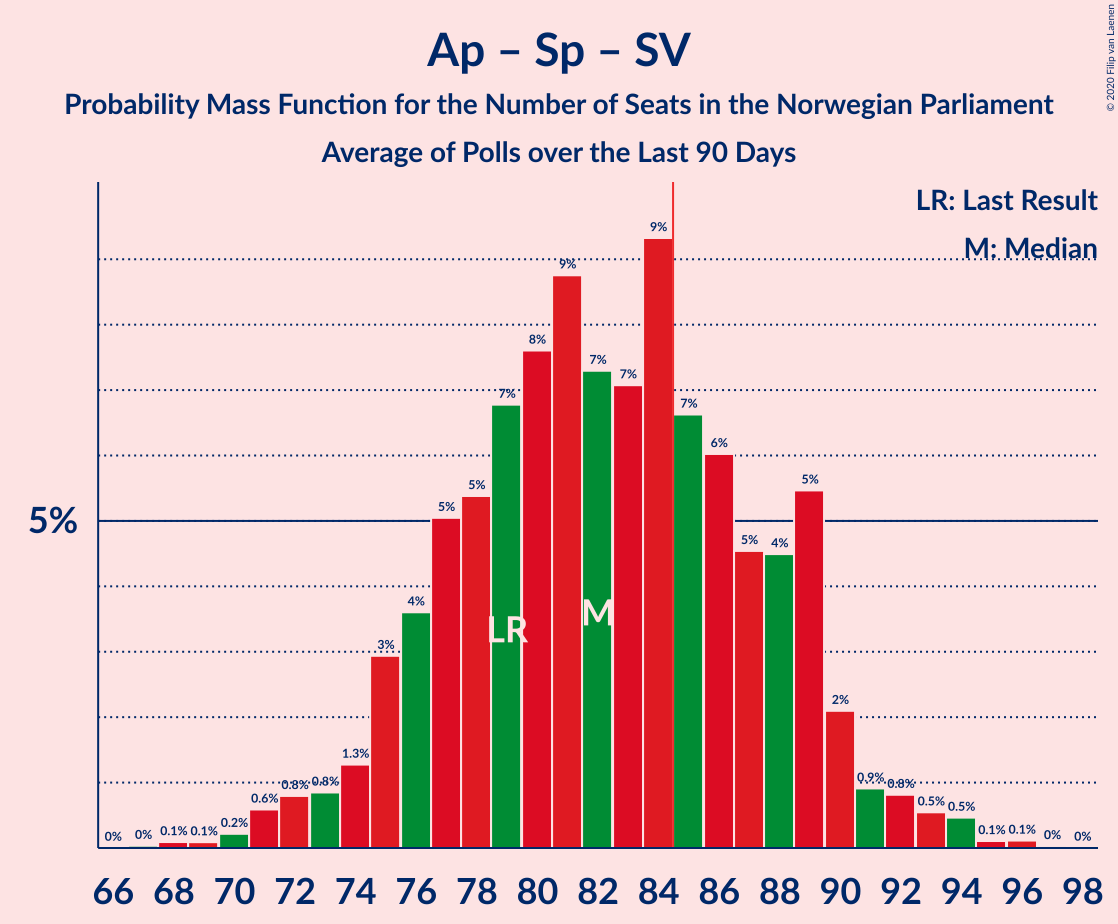 Ap – Sp – SV
Probability Mass Function for the Number of Seats in the Norwegian Parliament
Average of Polls over the Last 90 Days
© 2020 Filip van Laenen
LR: Last Result
M: Median
5%
0% 0% 0.1% 0.1% 0.2% 0.6% 0.8% 0.8% 1.3% 3% 4% 5% 5% 7% 8% 9% 7% 7% 9% 7% 6% 5% 4% 5% 2% 0.9% 0.8% 0.5% 0.5% 0.1% 0.1% 0% 0%
LR M
66 68 70 72 74 76 78 80 82 84 86 88 90 92 94 96 98